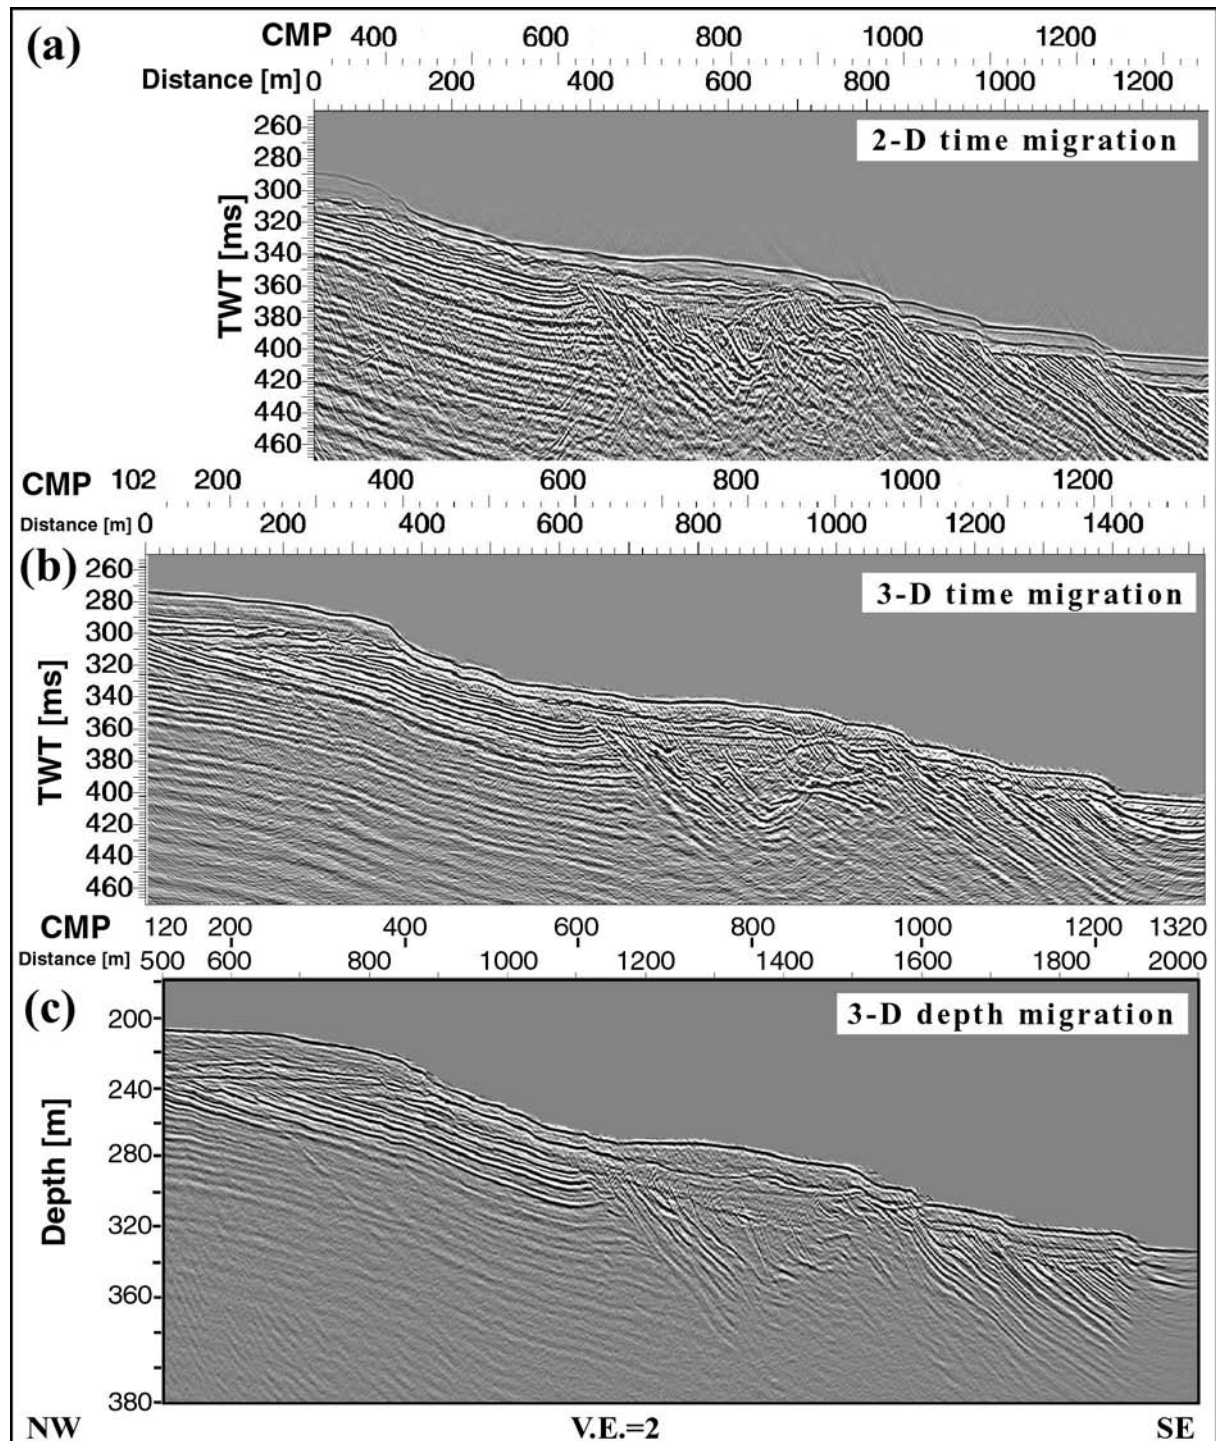 (a)
CMP 400 600 800 1000 1200
Distance [m] 0 200 400 600 800 1000 1200
2-D time migration
TWT [ms]
260
280
300
320
340
360
380
400
420
440
460
CMP 102 200 400 600 800 1000 1200
Distance [m] 0 200 400 600 800 1000 1200 1400
(b)
3-D time migration
TWT [ms]
260
280
300
320
340
360
380
400
420
440
460
CMP 120 200 400 600 800 1000 1200 1320
Distance [m] 500 600 800 1000 1200 1400 1600 1800 2000
(c)
3-D depth migration
Depth [m]
200
240
280
320
360
380
NW V.E.=2 SE